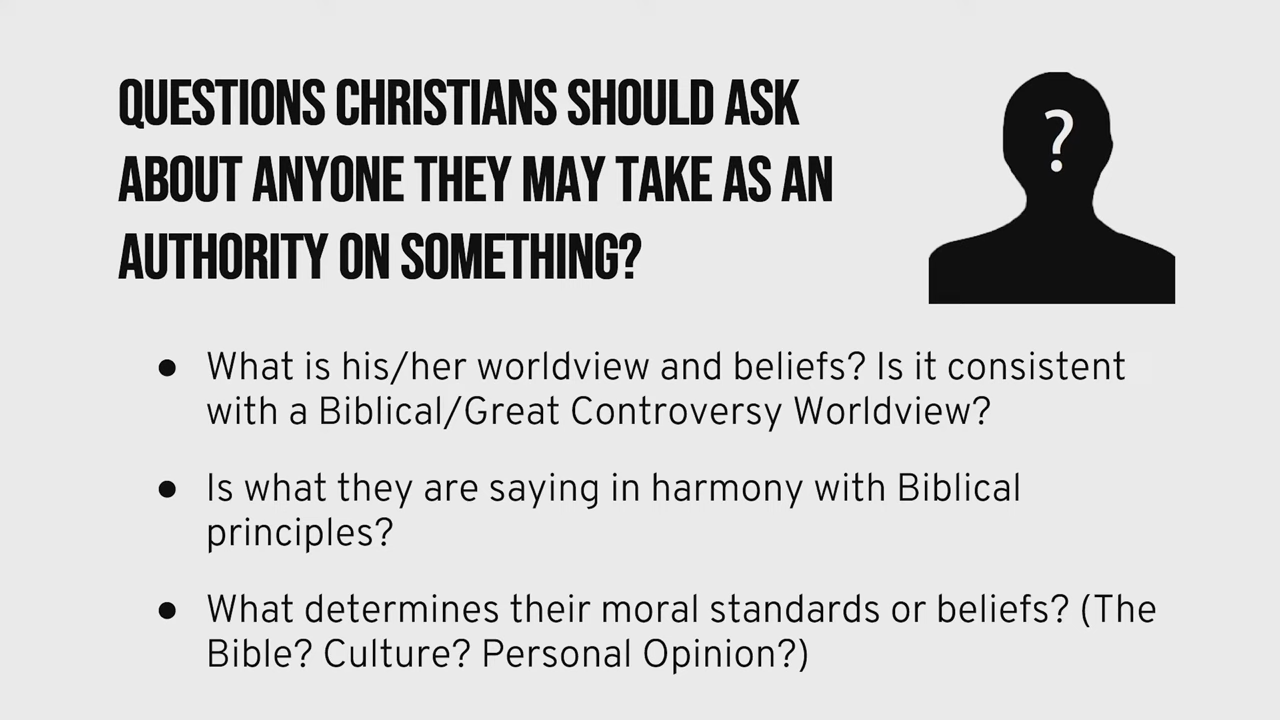 QUESTIONS CHRISTIANS SHOULD ASK
ABOUT ANYONE THEY MAY TAKE AS AN
AUTHORITY ON SOMETHING?
?
● What is his/her worldview and beliefs? Is it consistent
with a Biblical/Great Controversy Worldview?
● Is what they are saying in harmony with Biblical
principles?
● What determines their moral standards or beliefs? (The
Bible? Culture? Personal Opinion?)